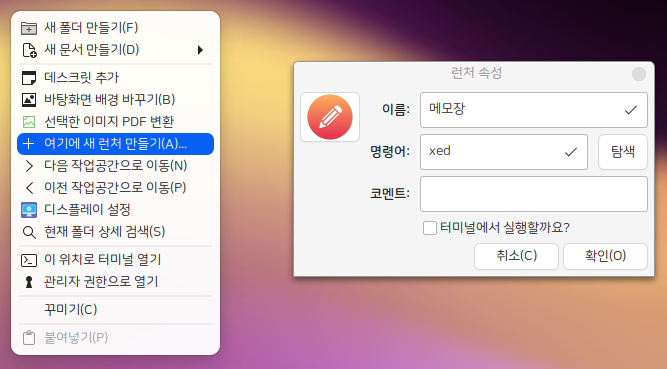 새 폴더 만들기(F)
새 문서 만들기(D)
데스크릿 추가
바탕화면 배경 바꾸기(B)
선택한 이미지 PDF 변환
여기에 새 런처 만들기(A)...
다음 작업공간으로 이동(N)
이전 작업공간으로 이동(P)
디스플레이 설정
현재 폴더 상세 검색(S)
이 위치로 터미널 열기
관리자 권한으로 열기
꾸미기(C)
붙여넣기(P)
런처 속성
이름: 메모장
명령어: xed 탐색
코멘트:
터미널에서 실행할까요?
취소(C) 확인(O)